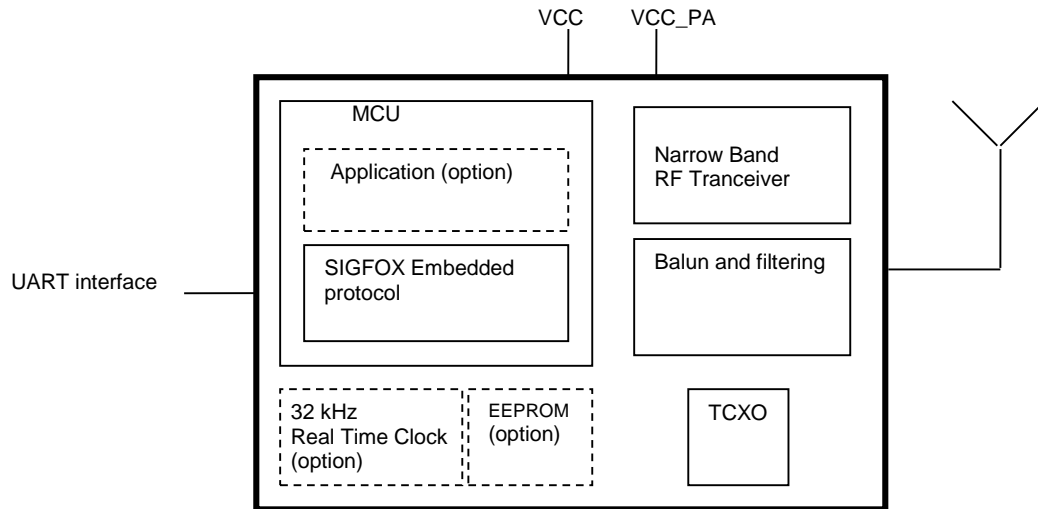 VCC
VCC_PA
MCU
Application (option)
SIGFOX Embedded
protocol
Narrow Band
RF Tranceiver
Balun and filtering
UART interface
32 kHz
Real Time Clock
(option)
EEPROM
(option)
TCXO